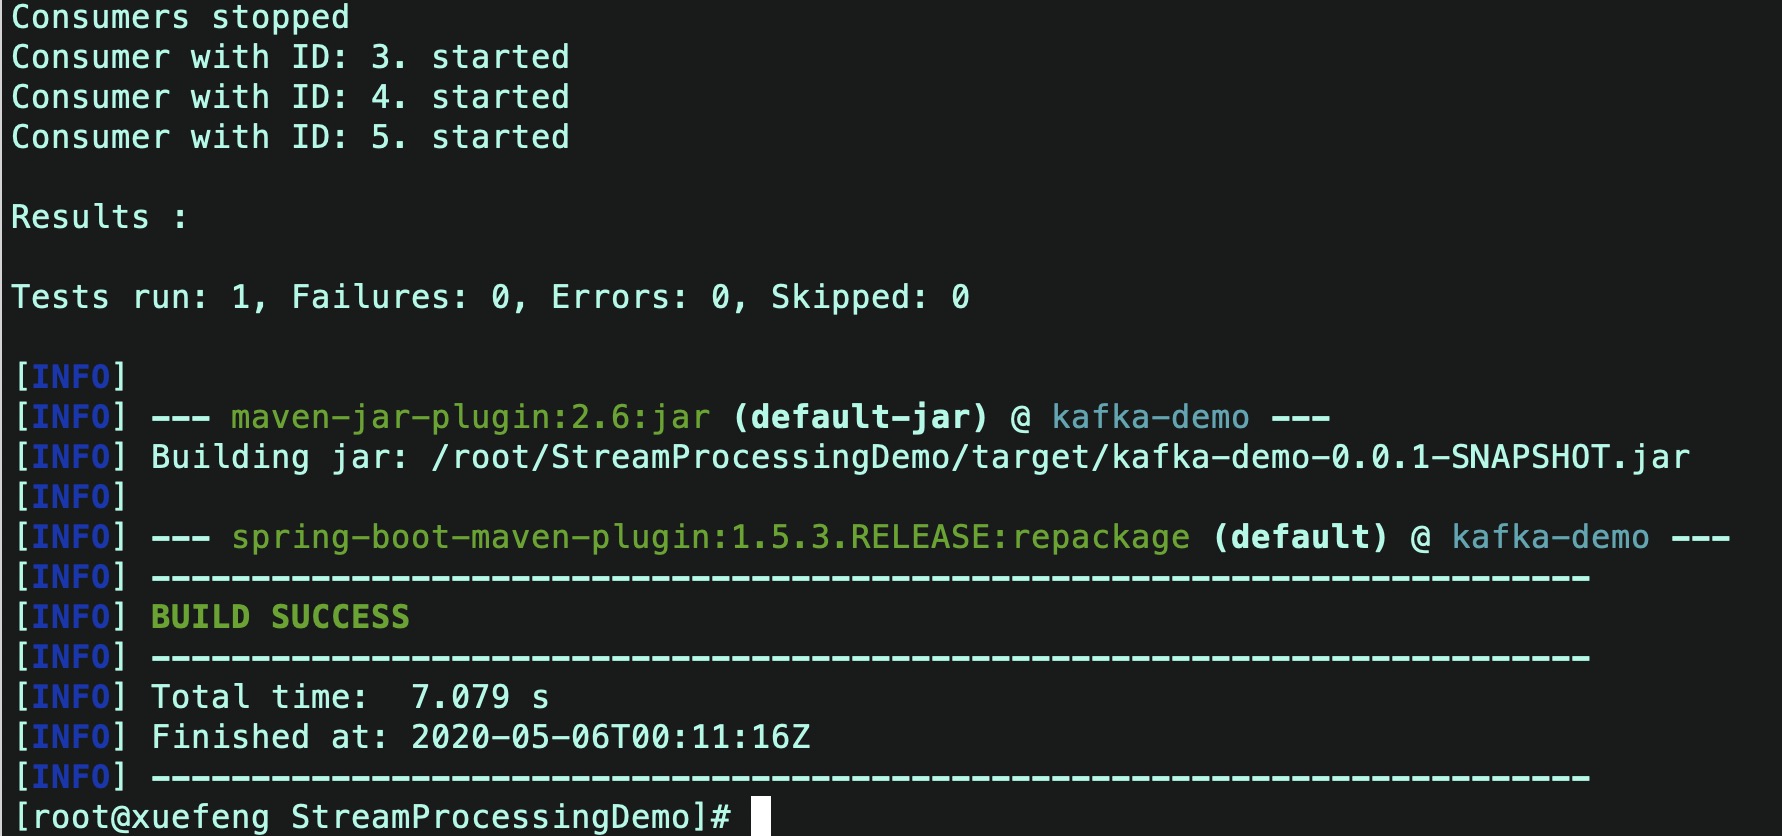 Consumers stopped
Consumer with ID: 3. started
Consumer with ID: 4. started
Consumer with ID: 5. started
Results :
Tests run: 1, Failures: 0, Errors: 0, Skipped: 0
[INFO]
[INFO] --- maven-jar-plugin:2.6:jar (default-jar) @ kafka-demo ---
[INFO] Building jar: /root/StreamProcessingDemo/target/kafka-demo-0.0.1-SNAPSHOT.jar
[INFO]
[INFO] --- spring-boot-maven-plugin:1.5.3.RELEASE:repackage (default) @ kafka-demo ---
[INFO] ------------------------------------------------------------------------
[INFO] BUILD SUCCESS
[INFO] ------------------------------------------------------------------------
[INFO] Total time:  7.079 s
[INFO] Finished at: 2020-05-06T00:11:16Z
[INFO] ------------------------------------------------------------------------
[root@xuefeng StreamProcessingDemo]#